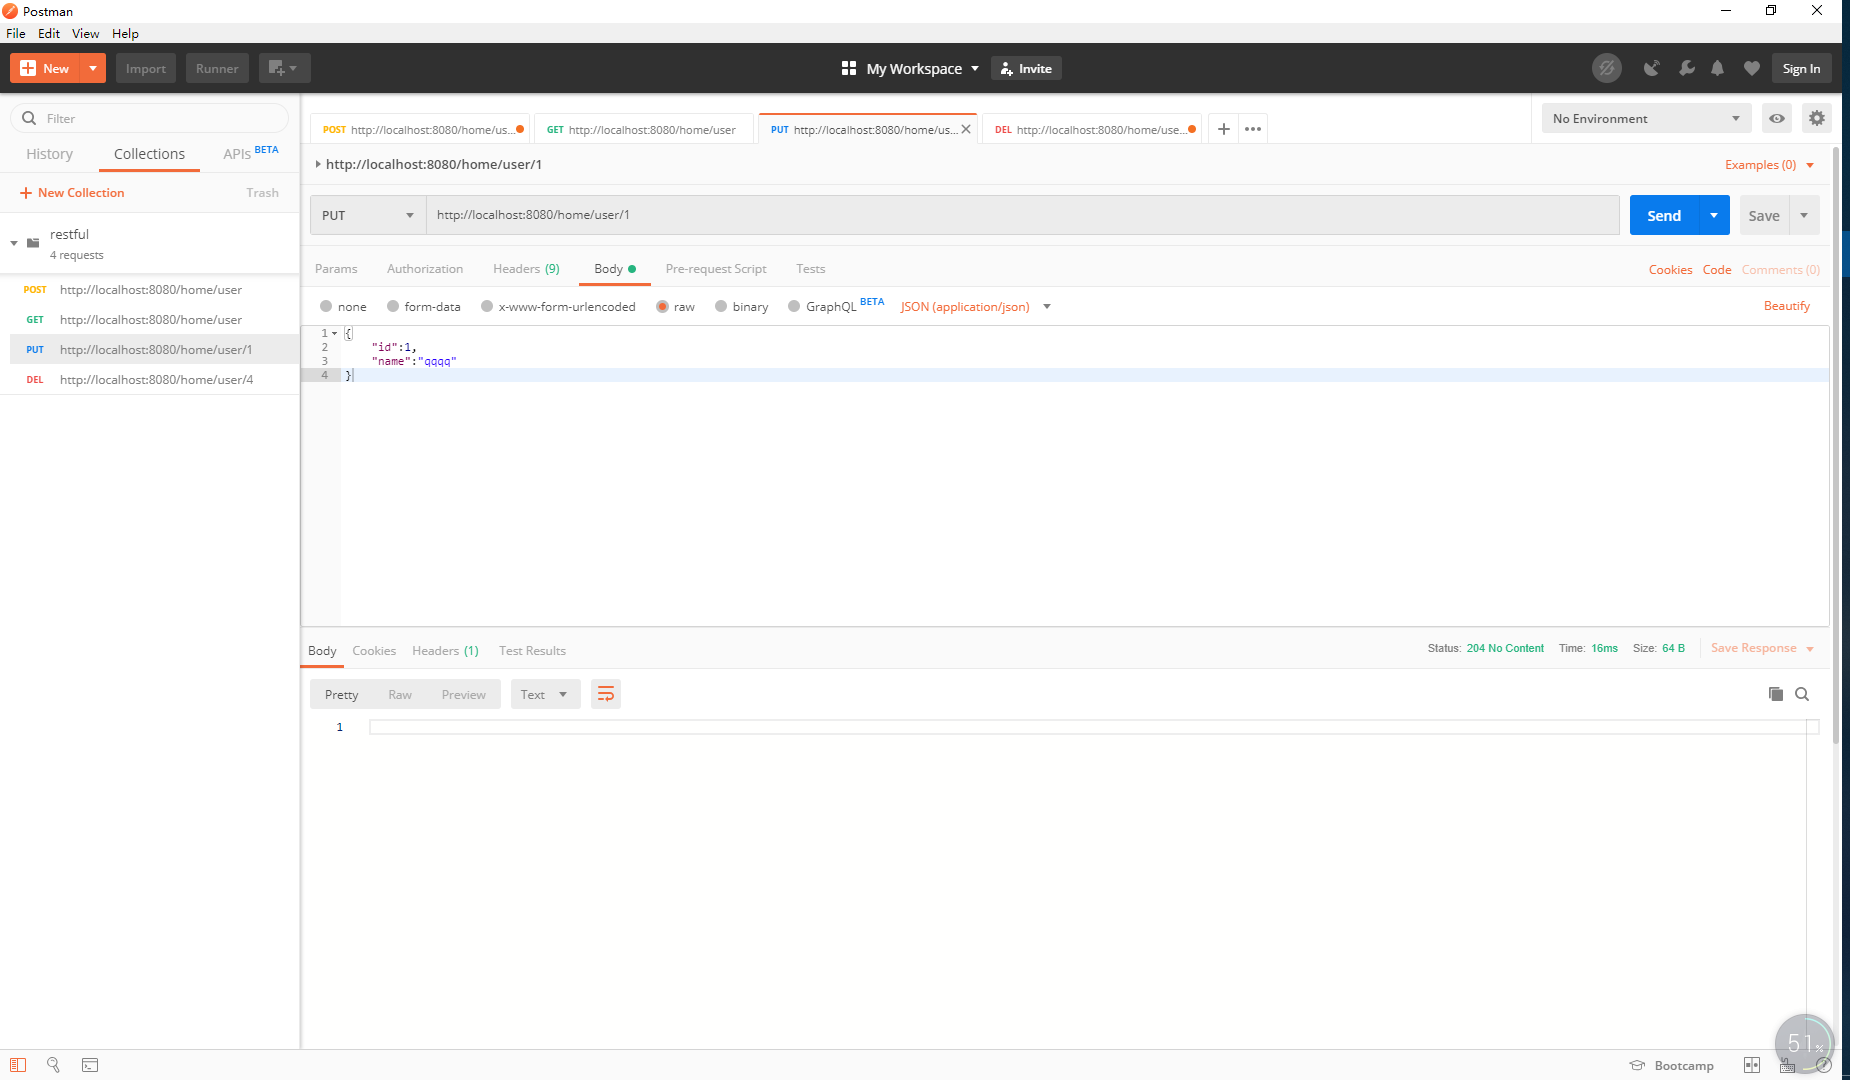 Postman
File Edit View Help
New Import Runner My Workspace Invite Sign In
Filter
History Collections APIs BETA
New Collection Trash
restful
4 requests
POST http://localhost:8080/home/user
GET http://localhost:8080/home/user
PUT http://localhost:8080/home/user/1
DEL http://localhost:8080/home/user/4
POST http://localhost:8080/home/us... GET http://localhost:8080/home/user PUT http://localhost:8080/home/us... DEL http://localhost:8080/home/use... No Environment
http://localhost:8080/home/user/1 Examples (0)
PUT http://localhost:8080/home/user/1 Send Save
Params Authorization Headers (9) Body Pre-request Script Tests Cookies Code Comments (0)
none form-data x-www-form-urlencoded raw binary GraphQL BETA JSON (application/json) Beautify
1 {
2 "id":1,
3 "name":"qqqq"
4 }
Body Cookies Headers (1) Test Results Status: 204 No Content Time: 16ms Size: 64 B Save Response
Pretty Raw Preview Text
1
51%
Bootcamp